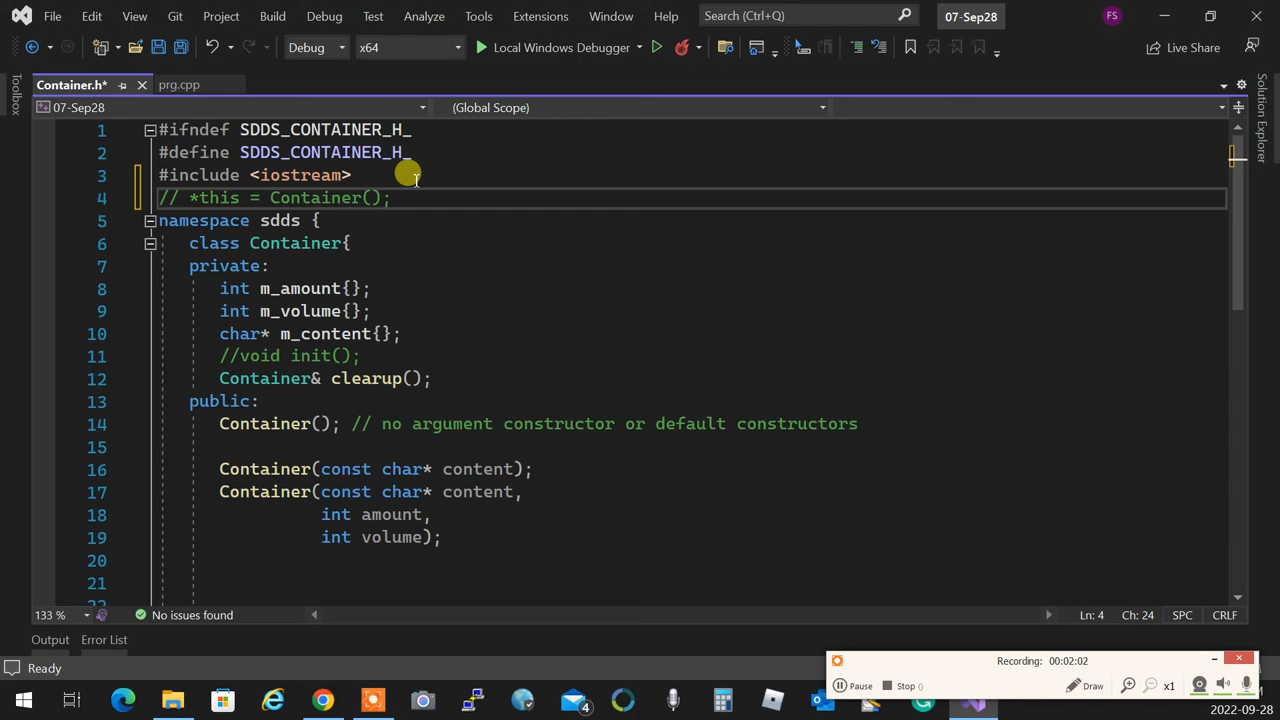 File Edit View Git Project Build Debug Test Analyze Tools Extensions Window Help Search (Ctrl+Q) 07-Sep28 FS
Debug x64 Local Windows Debugger Live Share
Container.h* prg.cpp
07-Sep28 (Global Scope)
Toolbox
Solution Explorer
1 #ifndef SDDS_CONTAINER_H_
2 #define SDDS_CONTAINER_H_
3 #include <iostream>
4 // *this = Container();
5 namespace sdds {
6 class Container{
7 private:
8 int m_amount{};
9 int m_volume{};
10 char* m_content{};
11 //void init();
12 Container& clearup();
13 public:
14 Container(); // no argument constructor or default constructors
15
16 Container(const char* content);
17 Container(const char* content,
18 int amount,
19 int volume);
20
21
133 % No issues found Ln: 4 Ch: 24 SPC CRLF
Output Error List
Ready
Recording: 00:02:02
Pause Stop Draw x1
4
2022-09-28